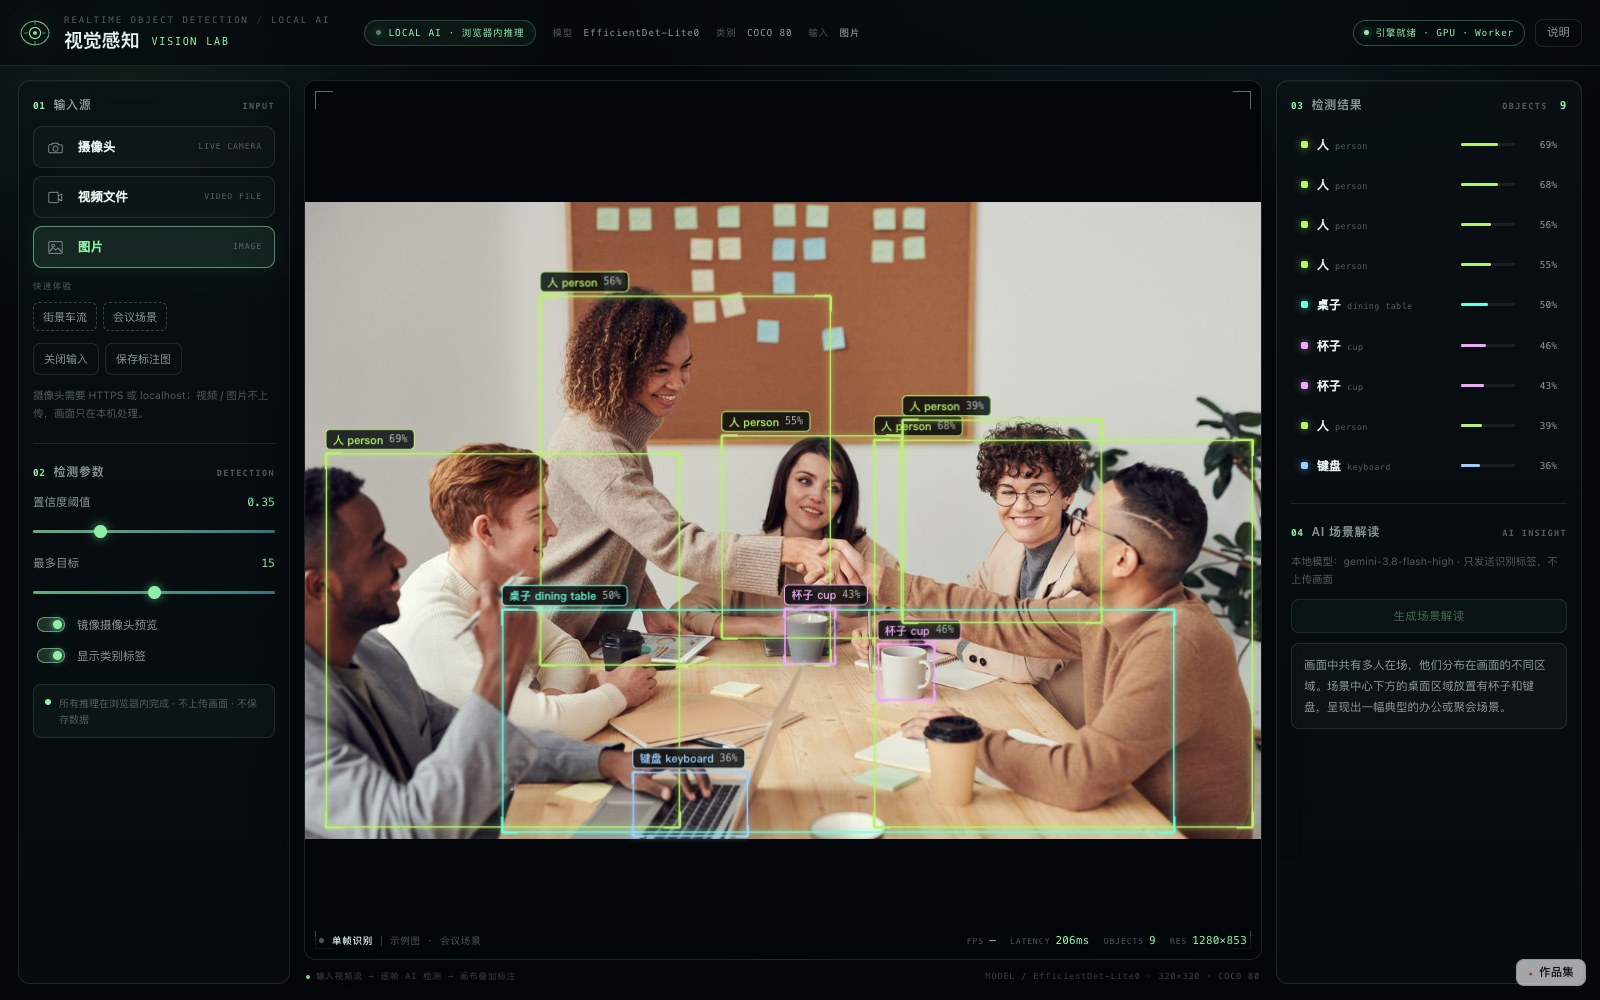 REALTIME OBJECT DETECTION / LOCAL AI
视觉感知 VISION LAB
LOCAL AI · 浏览器内推理
模型 EfficientDet-Lite0 类别 COCO 80 输入 图片
引擎就绪 · GPU · Worker
说明
01 输入源 INPUT
摄像头 LIVE CAMERA
视频文件 VIDEO FILE
图片 IMAGE
快速体验
街景车流 会议场景
关闭输入 保存标注图
摄像头需要 HTTPS 或 localhost；视频 / 图片不上
传，画面只在本机处理。
02 检测参数 DETECTION
置信度阈值 0.35
最多目标 15
镜像摄像头预览
显示类别标签
所有推理在浏览器内完成 · 不上传画面 · 不保
存数据
人 person 56%
人 person 39%
人 person 55%
人 person 68%
人 person 69%
桌子 dining table 50%
杯子 cup 43%
杯子 cup 46%
键盘 keyboard 36%
单帧识别 | 示例图 · 会议场景
FPS — LATENCY 206ms OBJECTS 9 RES 1280×853
输入视频流 → 逐帧 AI 检测 → 画布叠加标注
MODEL / EfficientDet-Lite0 · 320×320 · COCO 80
03 检测结果 OBJECTS 9
人 person 69%
人 person 68%
人 person 56%
人 person 55%
桌子 dining table 50%
杯子 cup 46%
杯子 cup 43%
人 person 39%
键盘 keyboard 36%
04 AI 场景解读 AI INSIGHT
本地模型：gemini-3.8-flash-high · 只发送识别标签，不
上传画面
生成场景解读
画面中共有多人在场，他们分布在画面的不同区
域。场景中心下方的桌面区域放置有杯子和键
盘，呈现出一幅典型的办公或聚会场景。
作品集